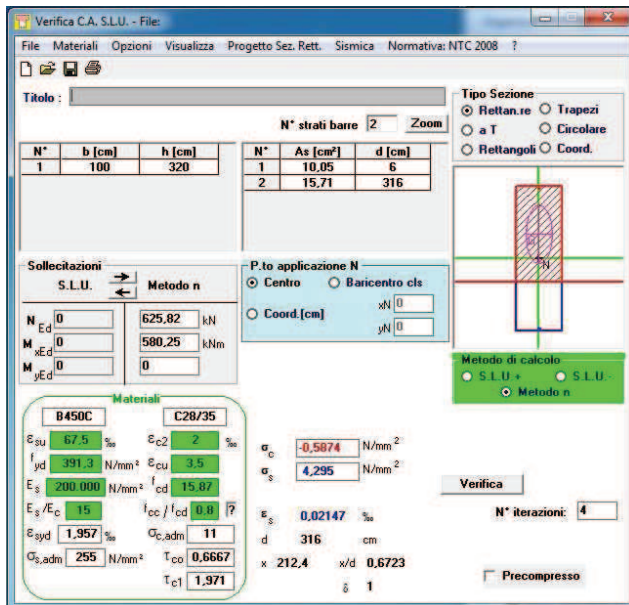 Verifica C.A. S.L.U. - File:
File Materiali Opzioni Visualizza Progetto Sez. Rett. Sismica Normativa: NTC 2008 ?
Titolo :
N° strati barre 2 Zoom
Tipo Sezione
Rettan.re Trapezi
a T Circolare
Rettangoli Coord.
N° b [cm] h [cm]
1 100 320
N° As [cm²] d [cm]
1 10,05 6
2 15,71 316
Sollecitazioni
S.L.U. Metodo n
N Ed 0 625,82 kN
M xEd 0 580,25 kNm
M yEd 0 0
P.to applicazione N
Centro Baricentro cls
Coord.[cm] xN 0
yN 0
N
Metodo di calcolo
S.L.U.+ S.L.U.-
Metodo n
Materiali
B450C C28/35
εsu 67,5 ‰ εc2 2 ‰
fyd 391,3 N/mm² εcu 3,5
Es 200.000 N/mm² fcd 15,87
Es/Ec 15 fcc/fcd 0,8 ?
εsyd 1,957 ‰ σc,adm 11
σs,adm 255 N/mm² τco 0,6667
τc1 1,971
σc -0,5874 N/mm²
σs 4,295 N/mm²
εs 0,02147 ‰
d 316 cm
x 212,4 x/d 0,6723
δ 1
Verifica
N° iterazioni: 4
Precompresso